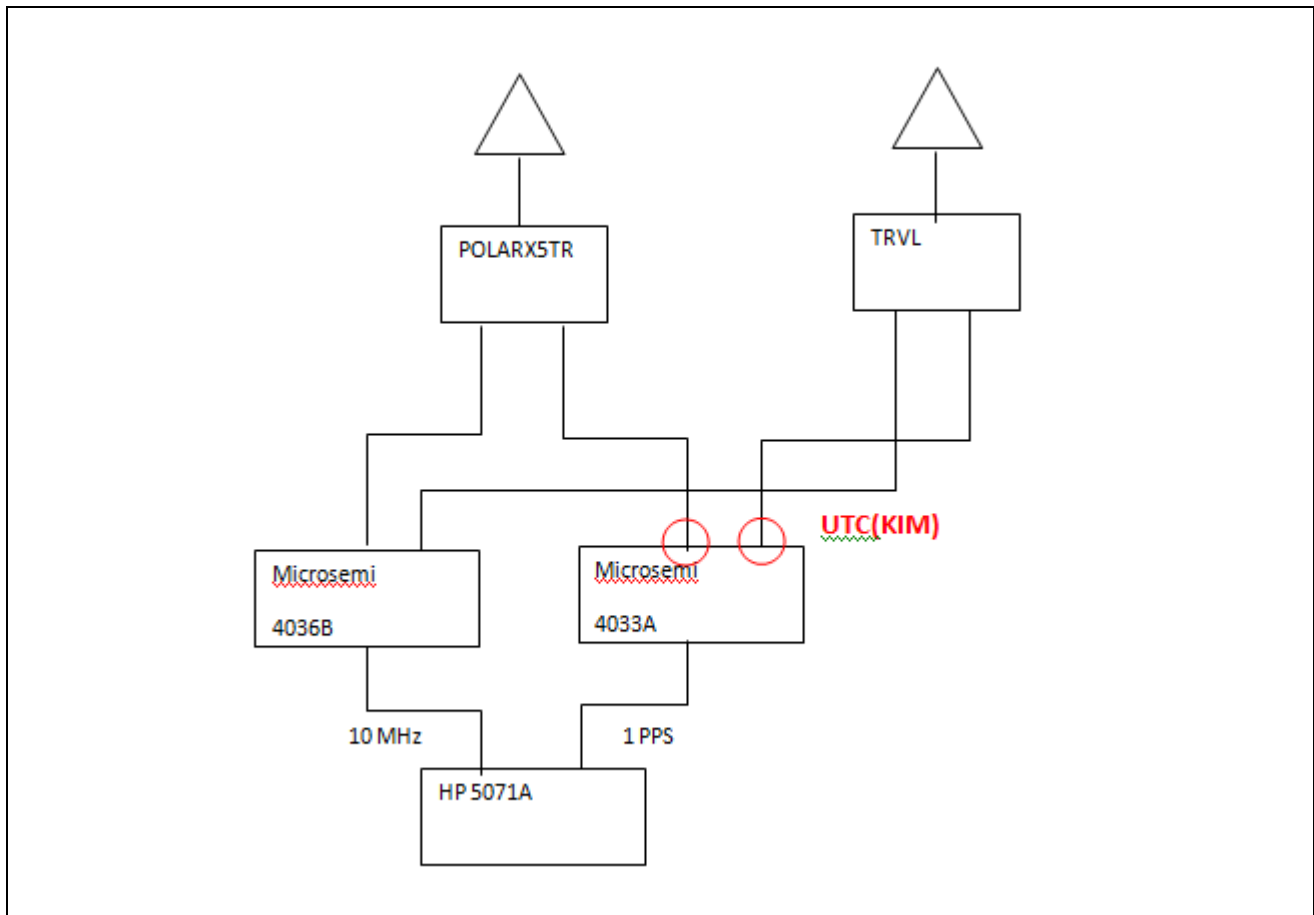 POLARX5TR
TRVL
UTC(KIM)
Microsemi
4036B
Microsemi
4033A
10 MHz
1 PPS
HP 5071A